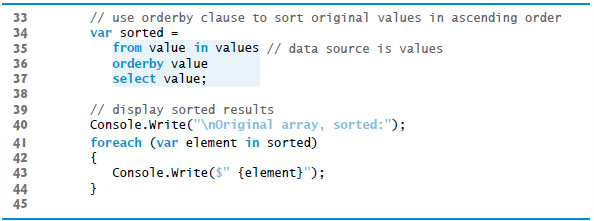 33 // use orderby clause to sort original values in ascending order
34 var sorted =
35 from value in values // data source is values
36 orderby value
37 select value;
38
39 // display sorted results
40 Console.Write("\nOriginal array, sorted:");
41 foreach (var element in sorted)
42 {
43 Console.Write($" {element}");
44 }
45